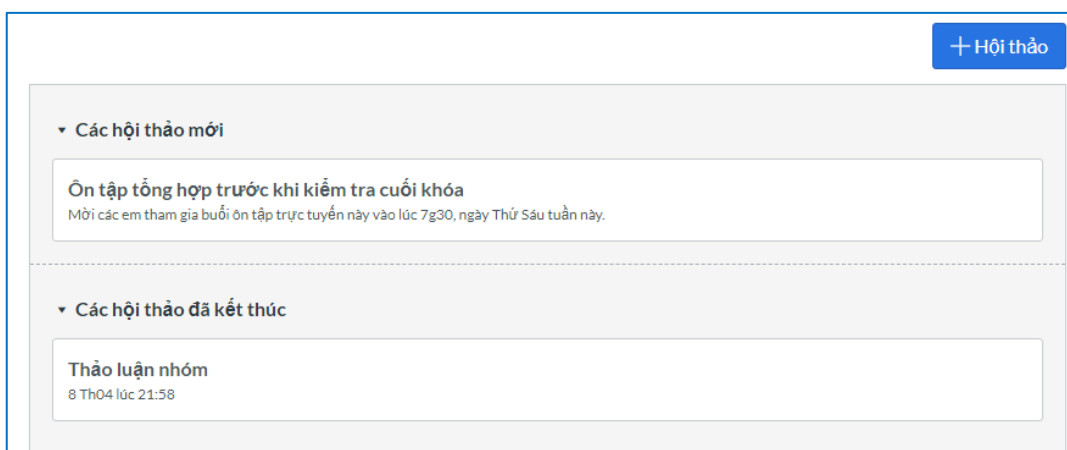 + Hội thảo
Các hội thảo mới
Ôn tập tổng hợp trước khi kiểm tra cuối khóa
Mời các em tham gia buổi ôn tập trực tuyến này vào lúc 7g30, ngày Thứ Sáu tuần này.
Các hội thảo đã kết thúc
Thảo luận nhóm
8 Th04 lúc 21:58